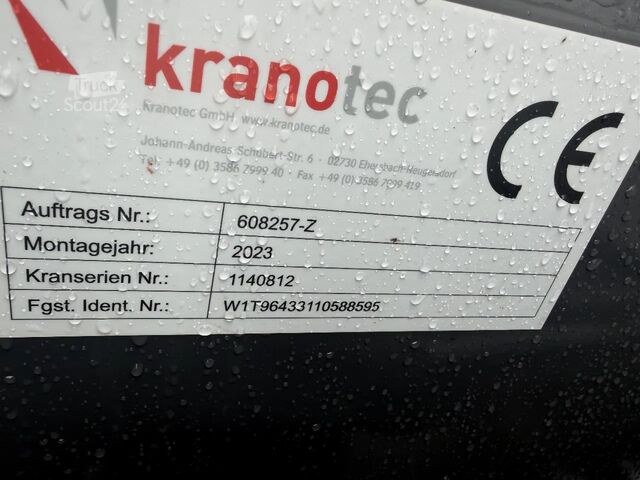 kranotec
Truck
Scout24
Kranotec GmbH www.kranotec.de
Johann-Andreas-Schubert-Str. 6 · 02730 Ebersbach-Neugersdorf
Tel. +49 (0) 3586 7999 40 · Fax +49 (0) 3586 7999 419
CE
Auftrags Nr.: 608257-Z
Montagejahr: 2023
Kranserien Nr.: 1140812
Fgst. Ident. Nr.: W1T96433110588595